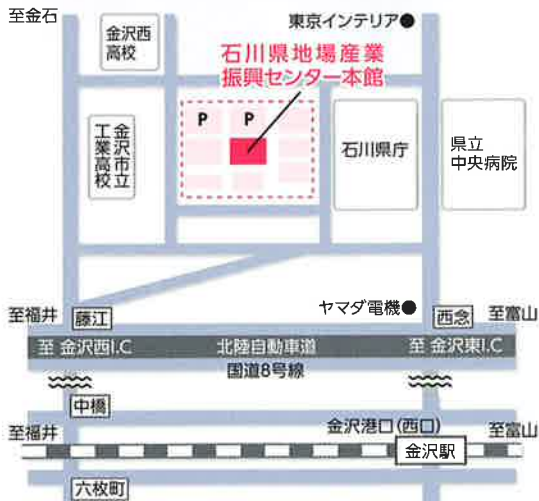 至金石
東京インテリア●
金沢西
高校
石川県地場産業
振興センター本館
P P
金沢市立
工業高校
石川県庁
県立
中央病院
ヤマダ電機●
至福井
藤江
西念
至富山
至 金沢西I.C
北陸自動車道
至 金沢東I.C
国道8号線
中橋
金沢港口(西口)
至福井
至富山
金沢駅
六枚町